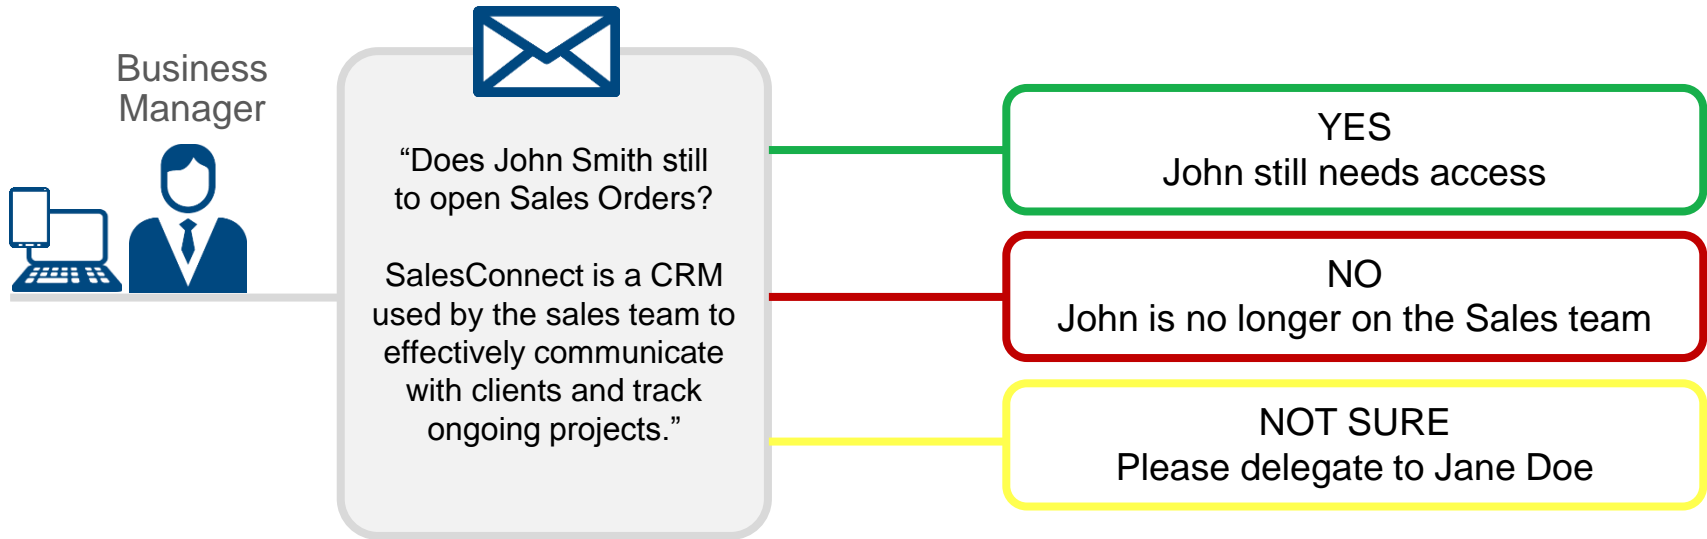 Business
Manager
“Does John Smith still
to open Sales Orders?
SalesConnect is a CRM
used by the sales team to
effectively communicate
with clients and track
ongoing projects.”
YES
John still needs access
NO
John is no longer on the Sales team
NOT SURE
Please delegate to Jane Doe